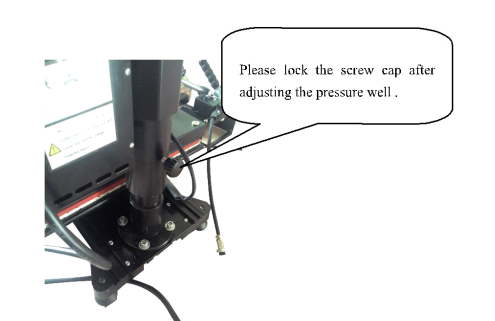 Please lock the screw cap after
adjusting the pressure well .